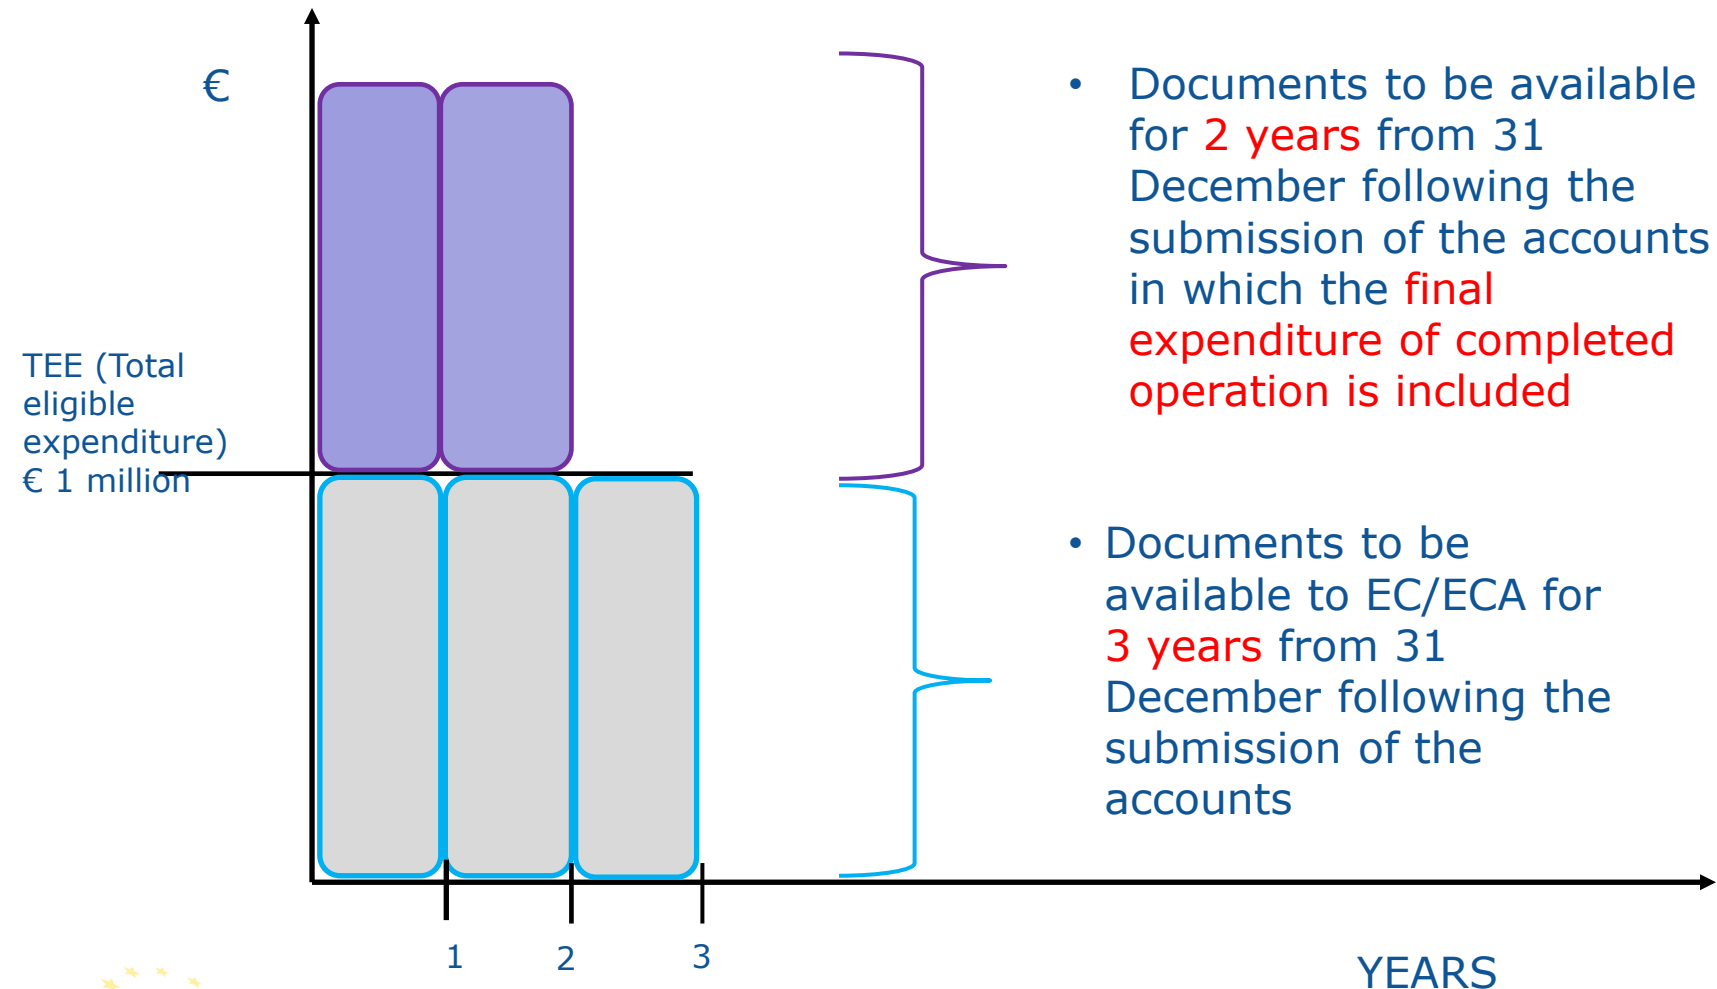 €
TEE (Total
eligible
expenditure)
€ 1 million
• Documents to be available
for 2 years from 31
December following the
submission of the accounts
in which the final
expenditure of completed
operation is included
• Documents to be
available to EC/ECA for
3 years from 31
December following the
submission of the
accounts
1
2
3
YEARS